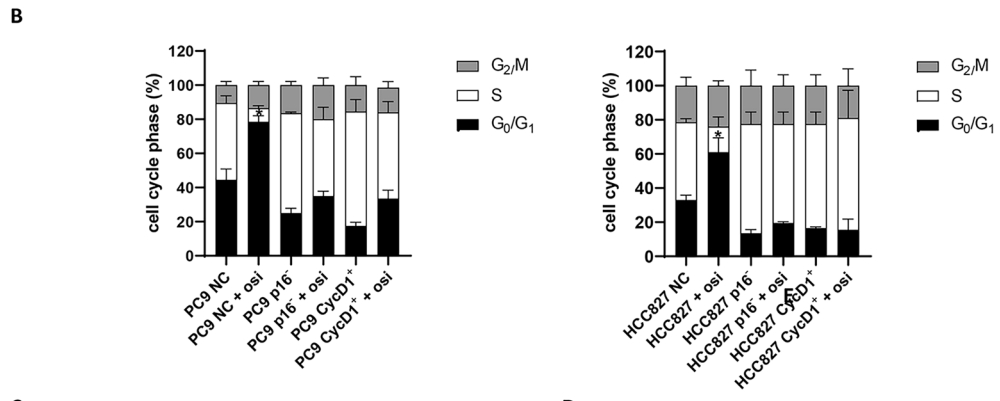 B
120
100
80
60
40
20
0
cell cycle phase (%)
*
PC9 NC
PC9 NC + osi
PC9 p16⁻
PC9 p16⁻ + osi
PC9 CycD1⁺
PC9 CycD1⁺ + osi
G₂/M
S
G₀/G₁
120
100
80
60
40
20
0
cell cycle phase (%)
*
HCC827 NC
HCC827 + osi
HCC827 p16⁻
HCC827 p16⁻ + osi
HCC827 CycD1⁺
HCC827 CycD1⁺ + osi
E
G₂/M
S
G₀/G₁